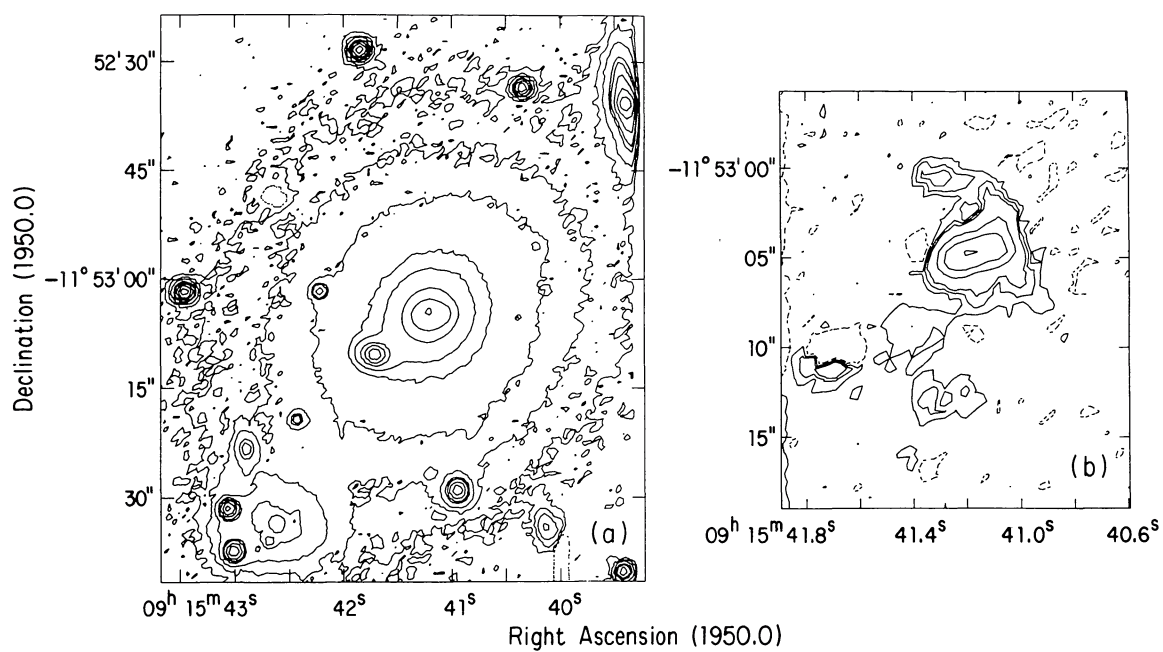 52'30"
45"
−11°53'00"
15"
30"
(a)
09ʰ 15ᵐ 43ˢ 42ˢ 41ˢ 40ˢ
Declination (1950.0)
Right Ascension (1950.0)
−11°53'00"
05"
10"
15"
(b)
09ʰ 15ᵐ 41.8ˢ 41.4ˢ 41.0ˢ 40.6ˢ